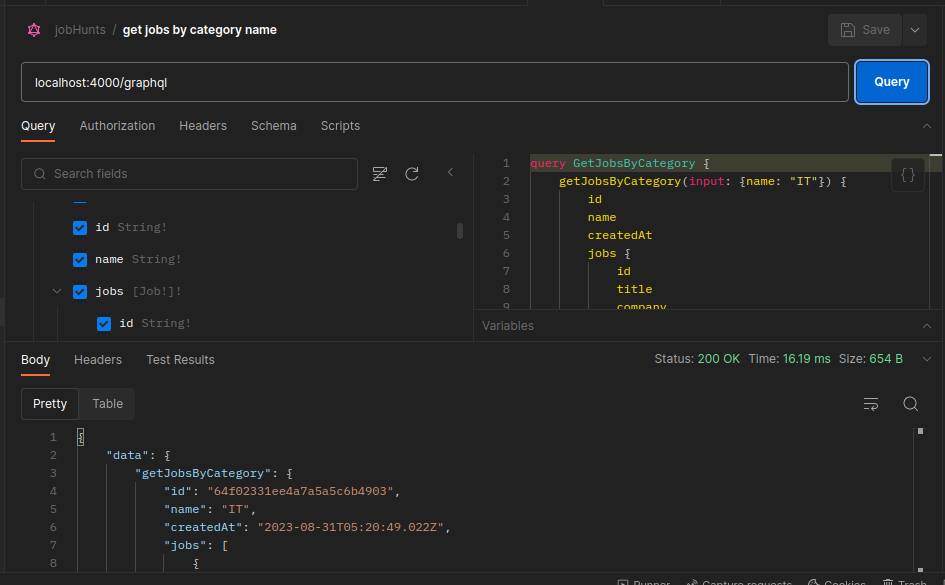 jobHunts / get jobs by category name
Save
localhost:4000/graphql
Query
Query Authorization Headers Schema Scripts
Search fields
id String!
name String!
jobs [Job!]!
id String!
1 query GetJobsByCategory {
2 getJobsByCategory(input: {name: "IT"}) {
3 id
4 name
5 createdAt
6 jobs {
7 id
8 title
9 company
{}
Variables
Body Headers Test Results
Status: 200 OK Time: 16.19 ms Size: 654 B
Pretty Table
1 {
2 "data": {
3 "getJobsByCategory": {
4 "id": "64f02331ee4a7a5a5c6b4903",
5 "name": "IT",
6 "createdAt": "2023-08-31T05:20:49.022Z",
7 "jobs": [
8 {
Runner Capture requests Cookies Trash